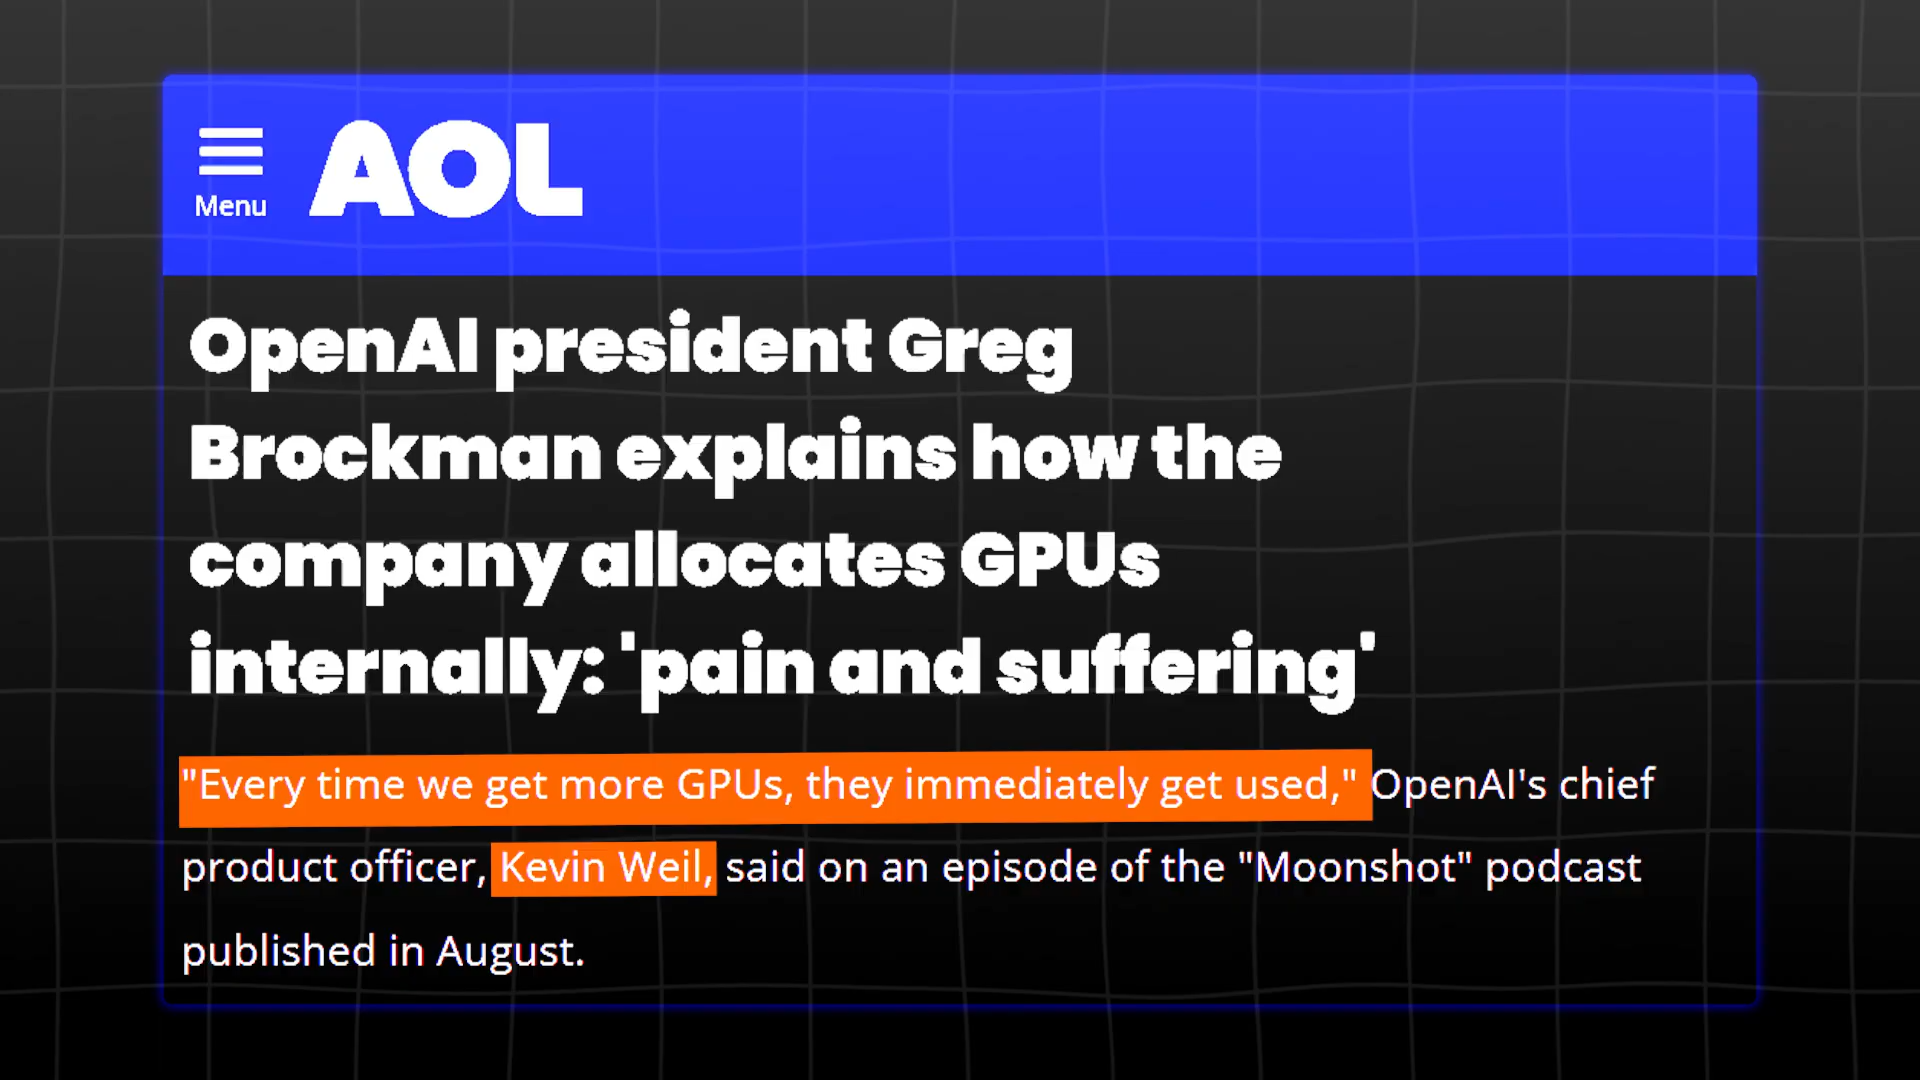 Menu
AOL
OpenAI president Greg
Brockman explains how the
company allocates GPUs
internally: 'pain and suffering'
"Every time we get more GPUs, they immediately get used," OpenAI's chief
product officer, Kevin Weil, said on an episode of the "Moonshot" podcast
published in August.